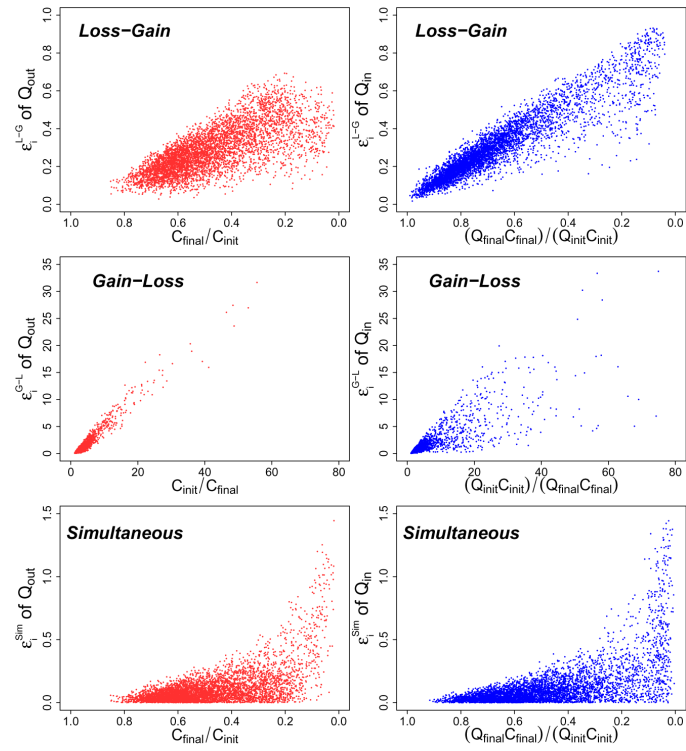 Loss−Gain
ε_i^{L−G} of Q_out
1.0
0.8
0.6
0.4
0.2
0.0
1.0 0.8 0.6 0.4 0.2 0.0
C_final/C_init
Loss−Gain
ε_i^{L−G} of Q_in
1.0
0.8
0.6
0.4
0.2
0.0
1.0 0.8 0.6 0.4 0.2 0.0
(Q_final C_final)/(Q_init C_init)
Gain−Loss
ε_i^{G−L} of Q_out
35
30
25
20
15
10
5
0
0 20 40 60 80
C_init/C_final
Gain−Loss
ε_i^{G−L} of Q_in
35
30
25
20
15
10
5
0
0 20 40 60 80
(Q_init C_init)/(Q_final C_final)
Simultaneous
ε_i^{Sim} of Q_out
1.5
1.0
0.5
0.0
1.0 0.8 0.6 0.4 0.2 0.0
C_final/C_init
Simultaneous
ε_i^{Sim} of Q_in
1.5
1.0
0.5
0.0
1.0 0.8 0.6 0.4 0.2 0.0
(Q_final C_final)/(Q_init C_init)